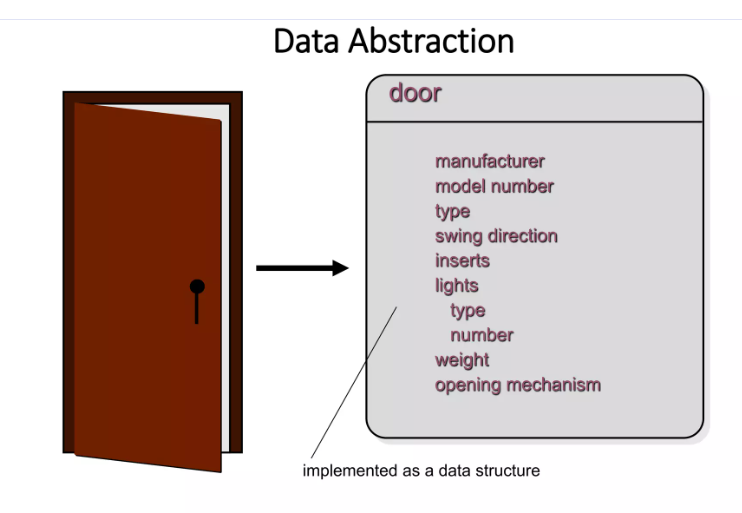 Data Abstraction
door
manufacturer
model number
type
swing direction
inserts
lights
type
number
weight
opening mechanism
implemented as a data structure